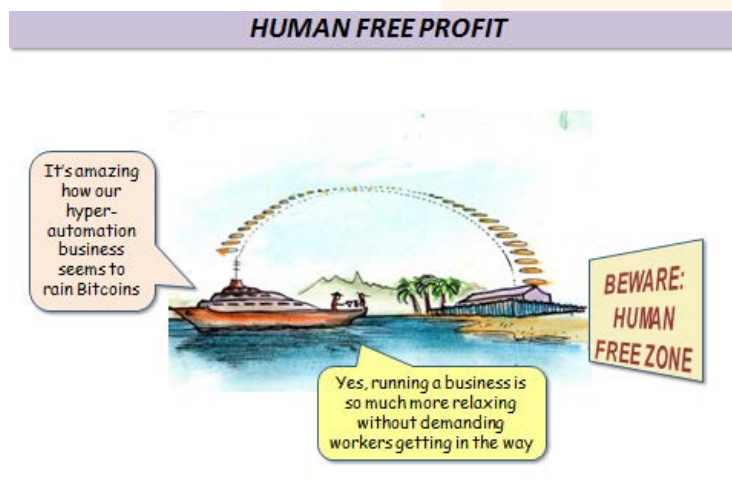 HUMAN FREE PROFIT
It's amazing
how our
hyper-
automation
business
seems to
rain Bitcoins
BEWARE:
HUMAN
FREE ZONE
Yes, running a business is
so much more relaxing
without demanding
workers getting in the way